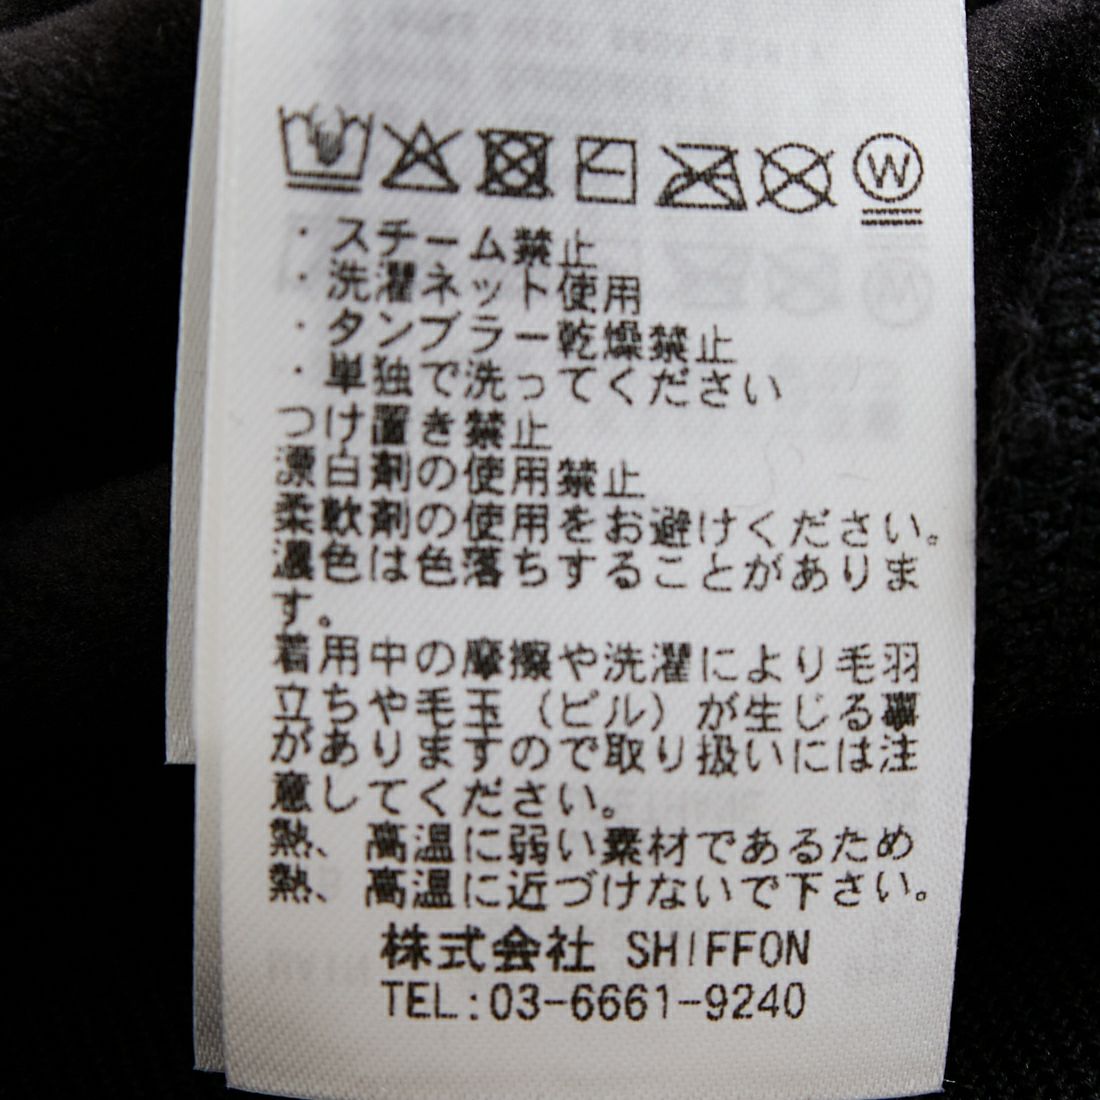 W
・スチーム禁止
・洗濯ネット使用
・タンブラー乾燥禁止
・単独で洗ってください
つけ置き禁止
漂白剤の使用禁止
柔軟剤の使用をお避けください。
濃色は色落ちすることがありま
す。
着用中の摩擦や洗濯により毛羽
立ちや毛玉（ピル）が生じる事
がありますので取り扱いには注
意してください。
熱、高温に弱い素材であるため
熱、高温に近づけないで下さい。
株式会社 SHIFFON
TEL:03-6661-9240